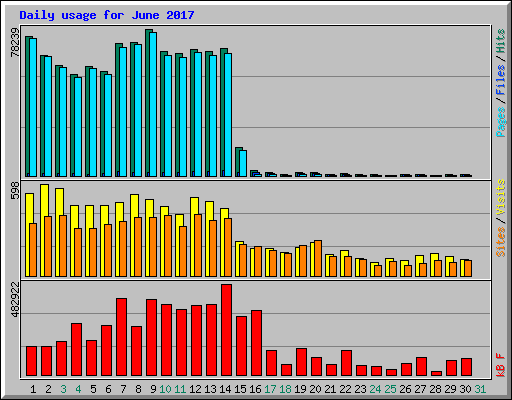 Daily usage for June 2017
78239
Pages / Files / Hits
598
Sites / Visits
482922
kB F
1 2 3 4 5 6 7 8 9 10 11 12 13 14 15 16 17 18 19 20 21 22 23 24 25 26 27 28 29 30 31